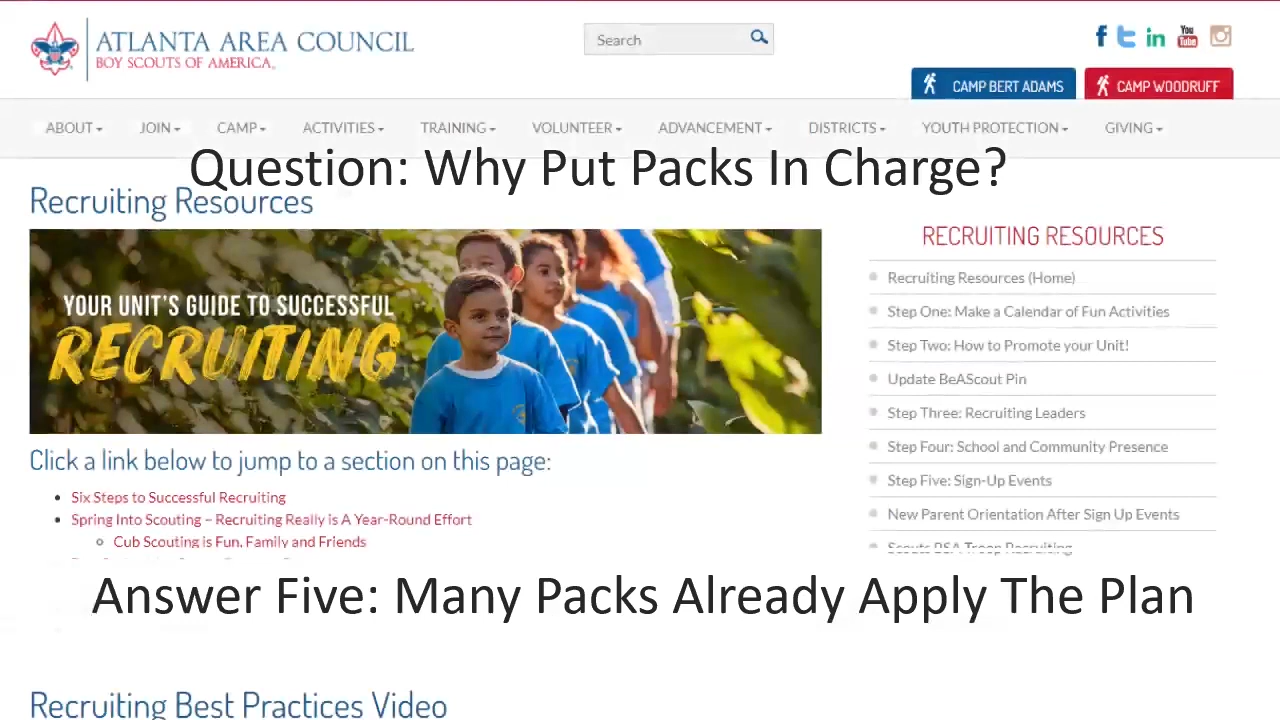 ATLANTA AREA COUNCIL
BOY SCOUTS OF AMERICA
Search
You Tube
CAMP BERT ADAMS
CAMP WOODRUFF
ABOUT
JOIN
CAMP
ACTIVITIES
TRAINING
VOLUNTEER
ADVANCEMENT
DISTRICTS
YOUTH PROTECTION
GIVING
Question: Why Put Packs In Charge?
Recruiting Resources
YOUR UNIT'S GUIDE TO SUCCESSFUL
RECRUITING
RECRUITING RESOURCES
Recruiting Resources (Home)
Step One: Make a Calendar of Fun Activities
Step Two: How to Promote your Unit!
Update BeAScout Pin
Step Three: Recruiting Leaders
Step Four: School and Community Presence
Step Five: Sign-Up Events
New Parent Orientation After Sign Up Events
Scouts BSA Troop Recruiting
Click a link below to jump to a section on this page:
Six Steps to Successful Recruiting
Spring Into Scouting – Recruiting Really is A Year-Round Effort
Cub Scouting is Fun, Family and Friends
Answer Five: Many Packs Already Apply The Plan
Recruiting Best Practices Video